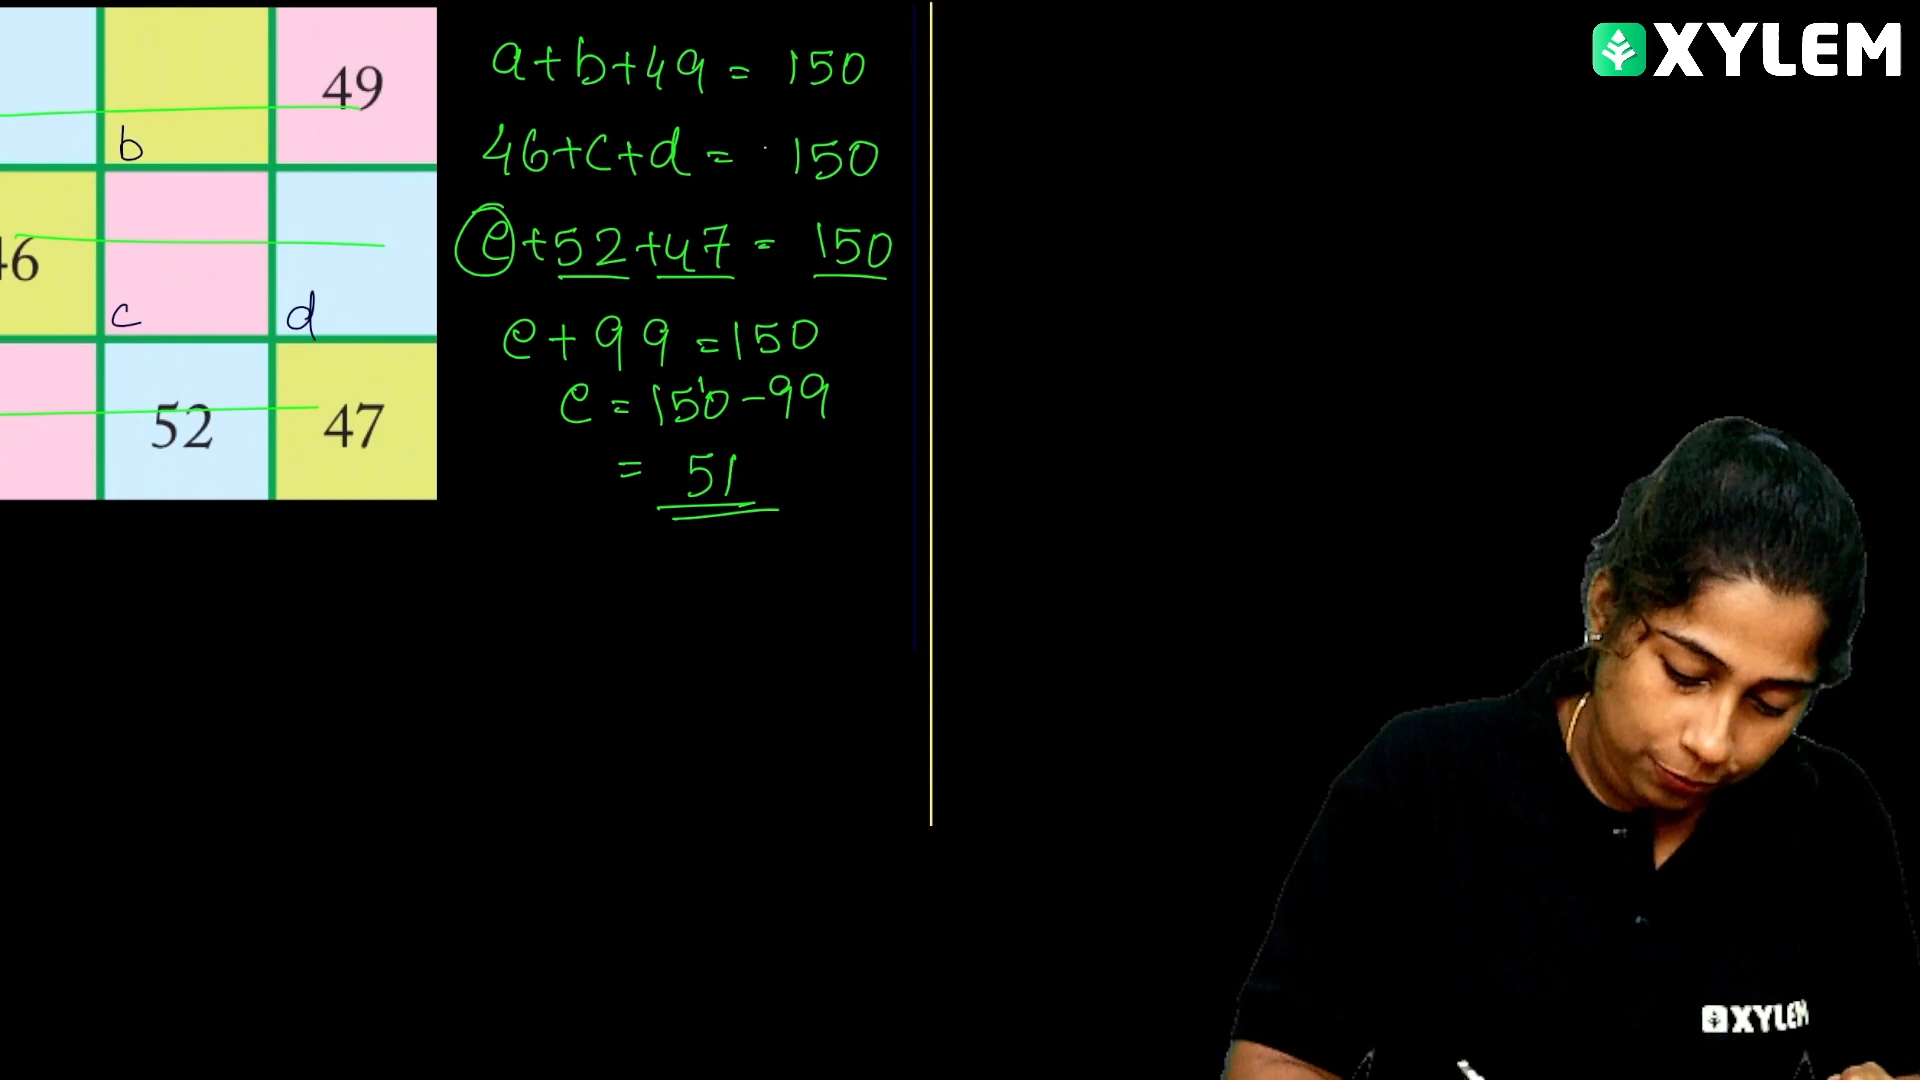 XYLEM
49
b
46
c d
52 47
a+b+49 = 150
46+c+d = 150
e+52+47 = 150
e+99=150
e = 150-99
= 51
XYLEM